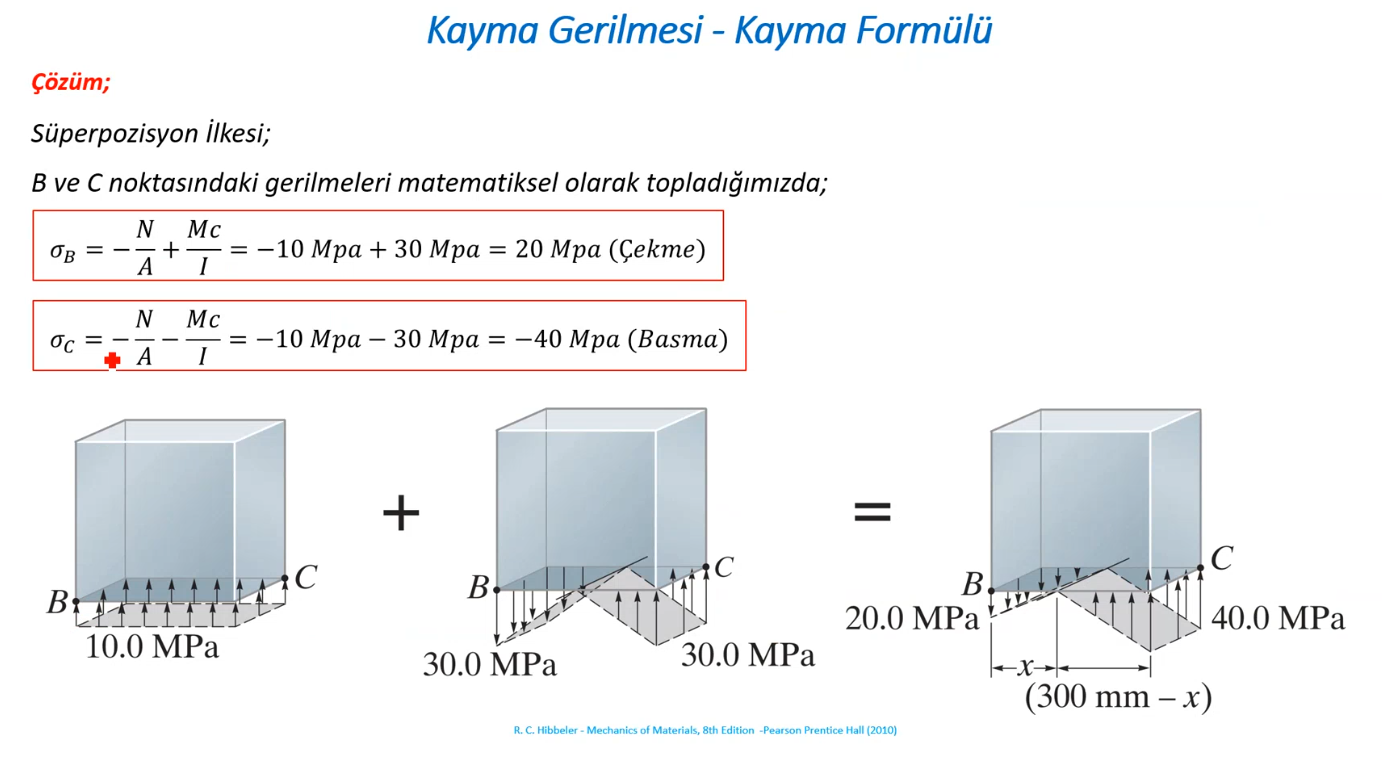 Kayma Gerilmesi - Kayma Formülü
Çözüm;
Süperpozisyon İlkesi;
B ve C noktasındaki gerilmeleri matematiksel olarak topladığımızda;
σ_B = −N/A + Mc/I = −10 Mpa + 30 Mpa = 20 Mpa (Çekme)
σ_C = −N/A − Mc/I = −10 Mpa − 30 Mpa = −40 Mpa (Basma)
B
C
10.0 MPa
+
B
C
30.0 MPa
30.0 MPa
=
B
C
20.0 MPa
40.0 MPa
x
(300 mm – x)
R. C. Hibbeler - Mechanics of Materials, 8th Edition -Pearson Prentice Hall (2010)